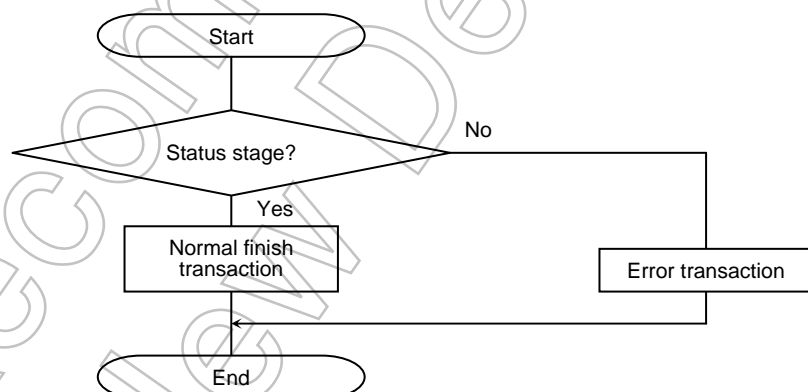 Start
Status stage?
No
Yes
Normal finish
transaction
Error transaction
End